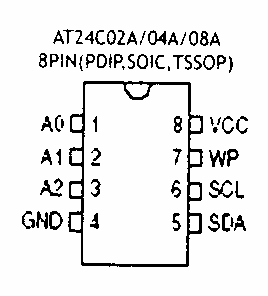 AT24C02A/04A/08A
8PIN(PDIP,SOIC,TSSOP)
A0 1 8 VCC
A1 2 7 WP
A2 3 6 SCL
GND 4 5 SDA